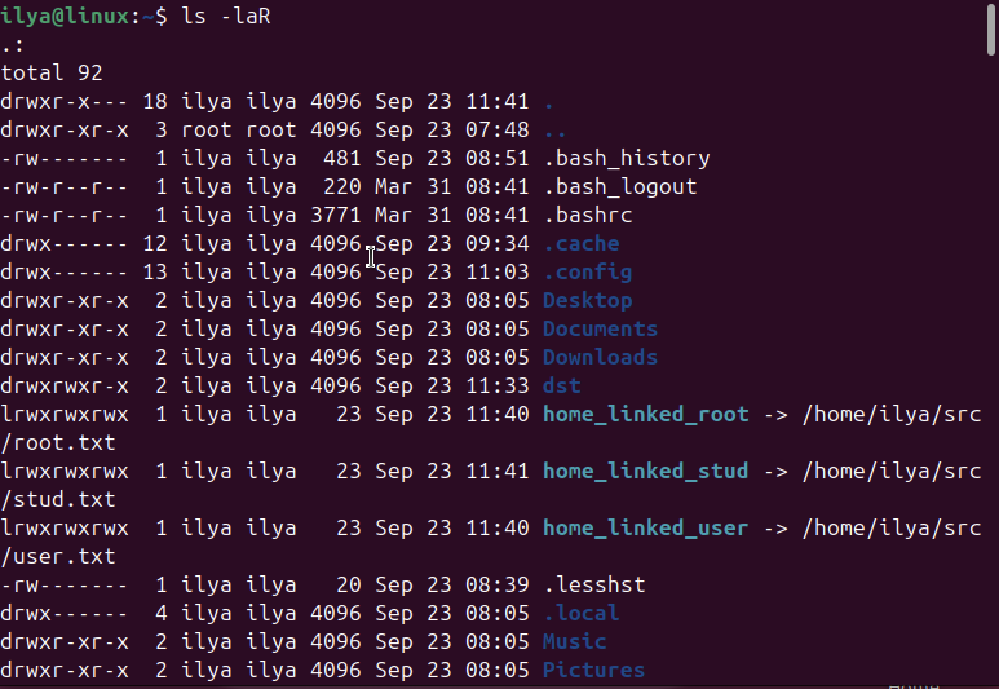 ilya@linux:~$ ls -laR
.:
total 92
drwxr-x--- 18 ilya ilya 4096 Sep 23 11:41 .
drwxr-xr-x  3 root root 4096 Sep 23 07:48 ..
-rw-------  1 ilya ilya  481 Sep 23 08:51 .bash_history
-rw-r--r--  1 ilya ilya  220 Mar 31 08:41 .bash_logout
-rw-r--r--  1 ilya ilya 3771 Mar 31 08:41 .bashrc
drwx------ 12 ilya ilya 4096 Sep 23 09:34 .cache
drwx------ 13 ilya ilya 4096 Sep 23 11:03 .config
drwxr-xr-x  2 ilya ilya 4096 Sep 23 08:05 Desktop
drwxr-xr-x  2 ilya ilya 4096 Sep 23 08:05 Documents
drwxr-xr-x  2 ilya ilya 4096 Sep 23 08:05 Downloads
drwxrwxr-x  2 ilya ilya 4096 Sep 23 11:33 dst
lrwxrwxrwx  1 ilya ilya   23 Sep 23 11:40 home_linked_root -> /home/ilya/src
/root.txt
lrwxrwxrwx  1 ilya ilya   23 Sep 23 11:41 home_linked_stud -> /home/ilya/src
/stud.txt
lrwxrwxrwx  1 ilya ilya   23 Sep 23 11:40 home_linked_user -> /home/ilya/src
/user.txt
-rw-------  1 ilya ilya   20 Sep 23 08:39 .lesshst
drwx------  4 ilya ilya 4096 Sep 23 08:05 .local
drwxr-xr-x  2 ilya ilya 4096 Sep 23 08:05 Music
drwxr-xr-x  2 ilya ilya 4096 Sep 23 08:05 Pictures